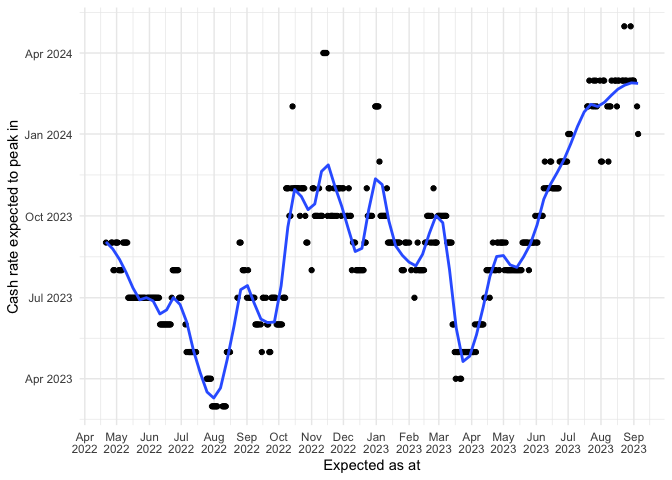 Cash rate expected to peak in
Apr 2024
Jan 2024
Oct 2023
Jul 2023
Apr 2023
Apr May Jun Jul Aug Sep Oct Nov Dec Jan Feb Mar Apr May Jun Jul Aug Sep
2022 2022 2022 2022 2022 2022 2022 2022 2022 2023 2023 2023 2023 2023 2023 2023 2023 2023
Expected as at